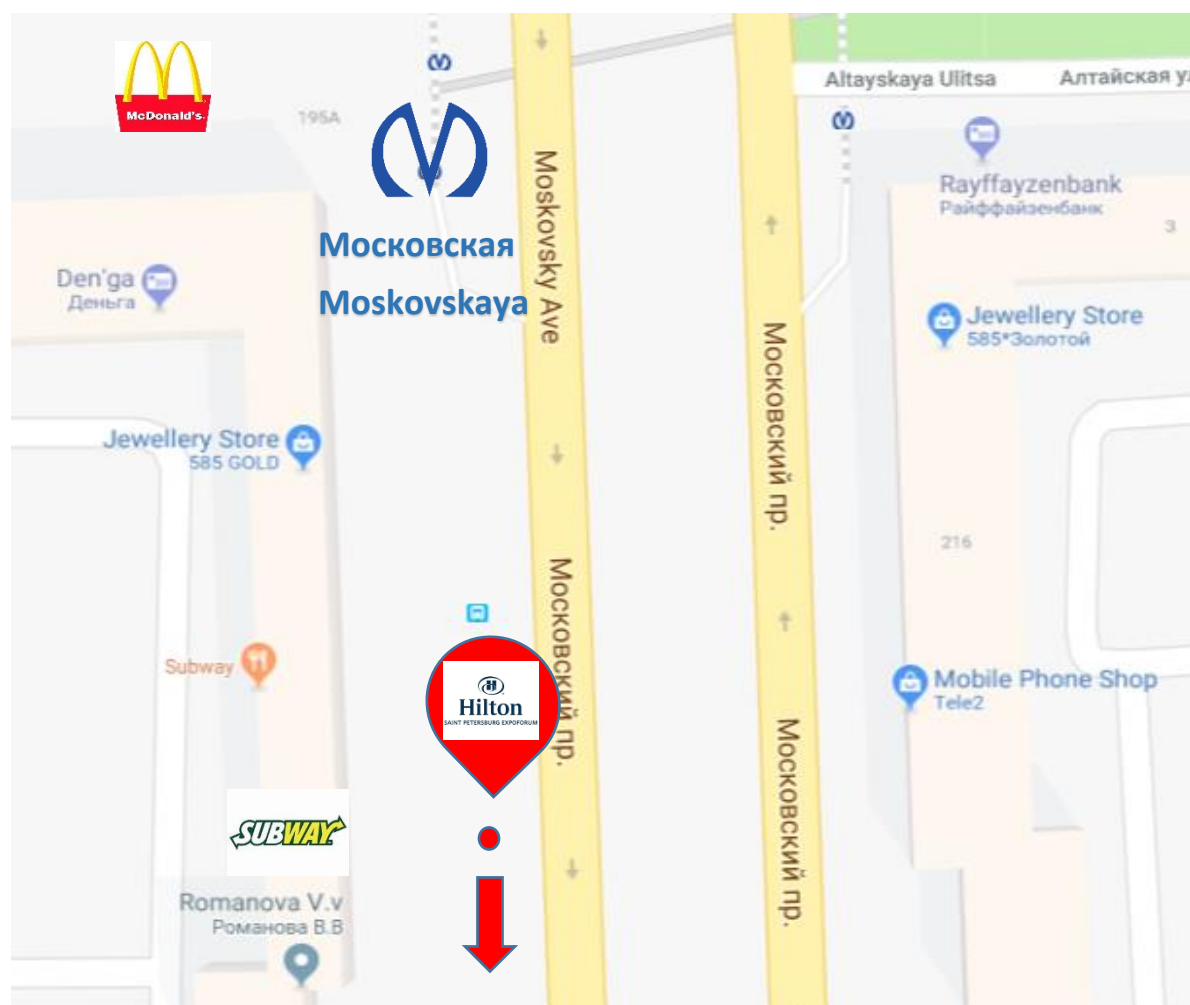 McDonald's
195A
Altayskaya Ulitsa
Алтайская у
Rayffayzenbank
Райффайзенбанк
3
Moskovsky Ave
Московская
Moskovskaya
Den'ga
Деньга
Jewellery Store
585*Золотой
Московский пр.
Jewellery Store
585 GOLD
216
Московский пр.
Subway
Hilton
SAINT PETERSBURG EXPOFORUM
Mobile Phone Shop
Tele2
Московский пр.
SUBWAY
Romanova V.v
Романова В.В